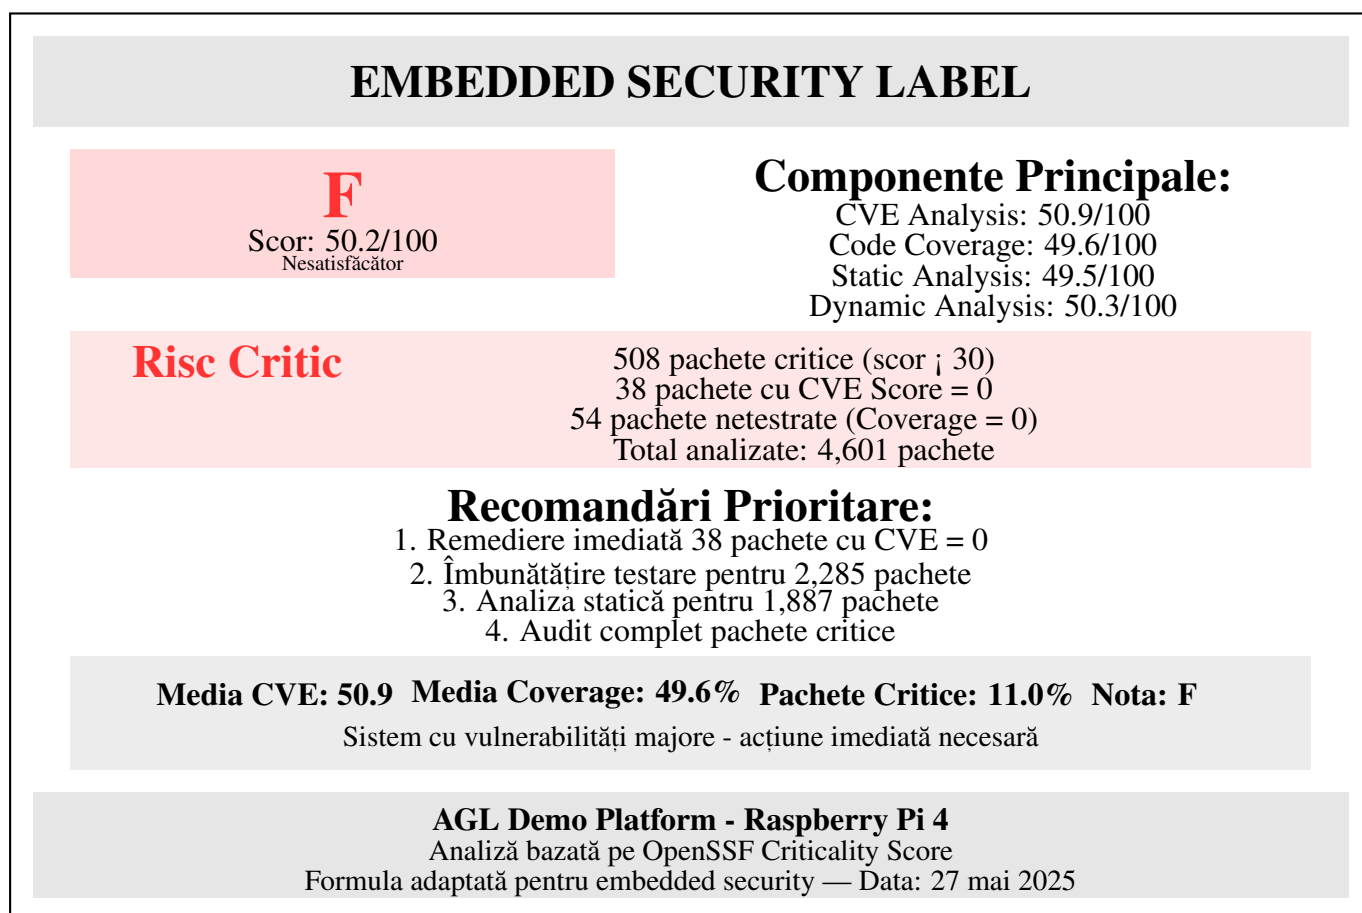 EMBEDDED SECURITY LABEL
F
Scor: 50.2/100
Nesatisfăcător
Componente Principale:
CVE Analysis: 50.9/100
Code Coverage: 49.6/100
Static Analysis: 49.5/100
Dynamic Analysis: 50.3/100
Risc Critic
508 pachete critice (scor ¡ 30)
38 pachete cu CVE Score = 0
54 pachete netestrate (Coverage = 0)
Total analizate: 4,601 pachete
Recomandări Prioritare:
1. Remediere imediată 38 pachete cu CVE = 0
2. Îmbunătățire testare pentru 2,285 pachete
3. Analiza statică pentru 1,887 pachete
4. Audit complet pachete critice
Media CVE: 50.9 Media Coverage: 49.6% Pachete Critice: 11.0% Nota: F
Sistem cu vulnerabilități majore - acțiune imediată necesară
AGL Demo Platform - Raspberry Pi 4
Analiză bazată pe OpenSSF Criticality Score
Formula adaptată pentru embedded security — Data: 27 mai 2025